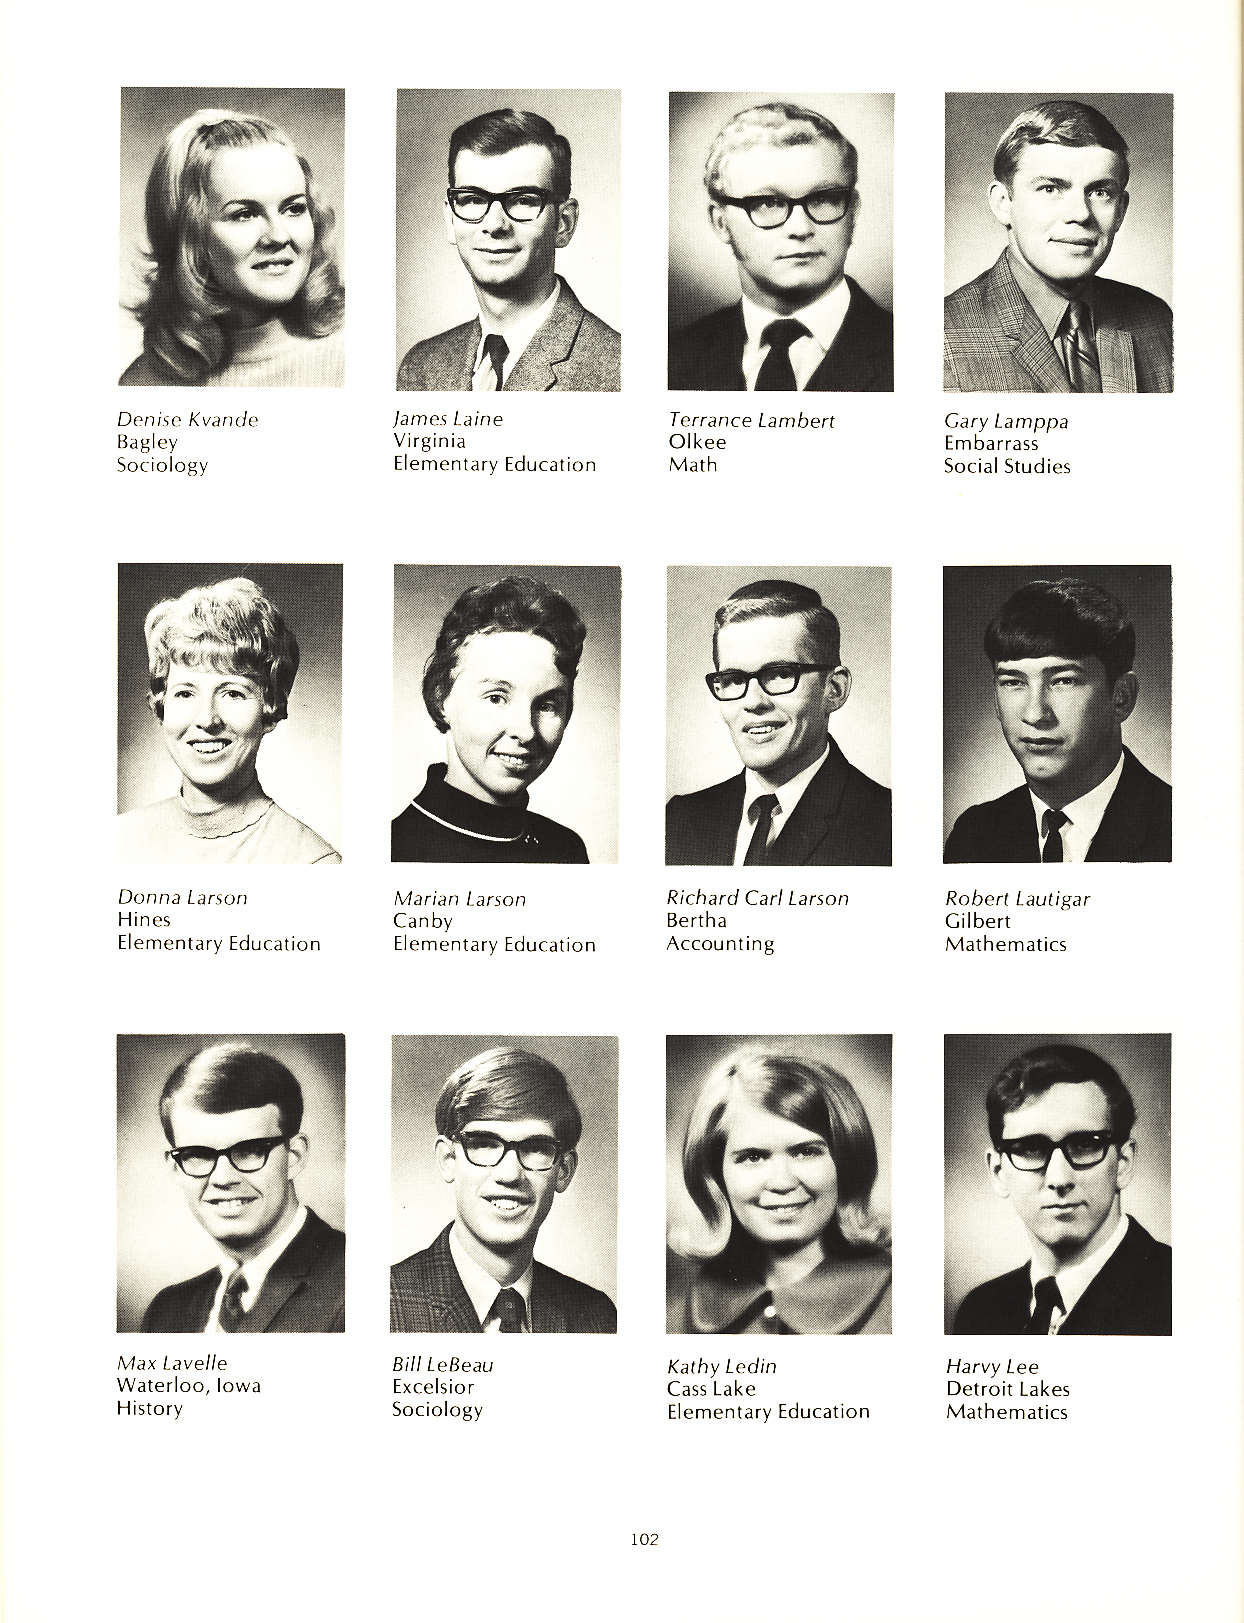 Denise Kvande
Bagley
Sociology
James Laine
Virginia
Elementary Education
Terrance Lambert
Olkee
Math
Gary Lamppa
Embarrass
Social Studies
Donna Larson
Hines
Elementary Education
Marian Larson
Canby
Elementary Education
Richard Carl Larson
Bertha
Accounting
Robert Lautigar
Gilbert
Mathematics
Max Lavelle
Waterloo, Iowa
History
Bill LeBeau
Excelsior
Sociology
Kathy Ledin
Cass Lake
Elementary Education
Harvy Lee
Detroit Lakes
Mathematics
102